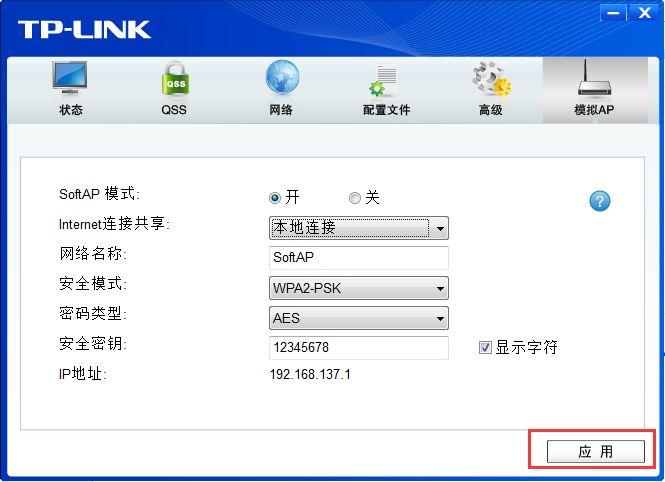 TP-LINK
QSS
状态 QSS 网络 配置文件 高级 模拟AP
SoftAP 模式: 开 关
?
Internet连接共享: 本地连接
网络名称: SoftAP
安全模式: WPA2-PSK
密码类型: AES
安全密钥: 12345678 显示字符
IP地址: 192.168.137.1
应 用